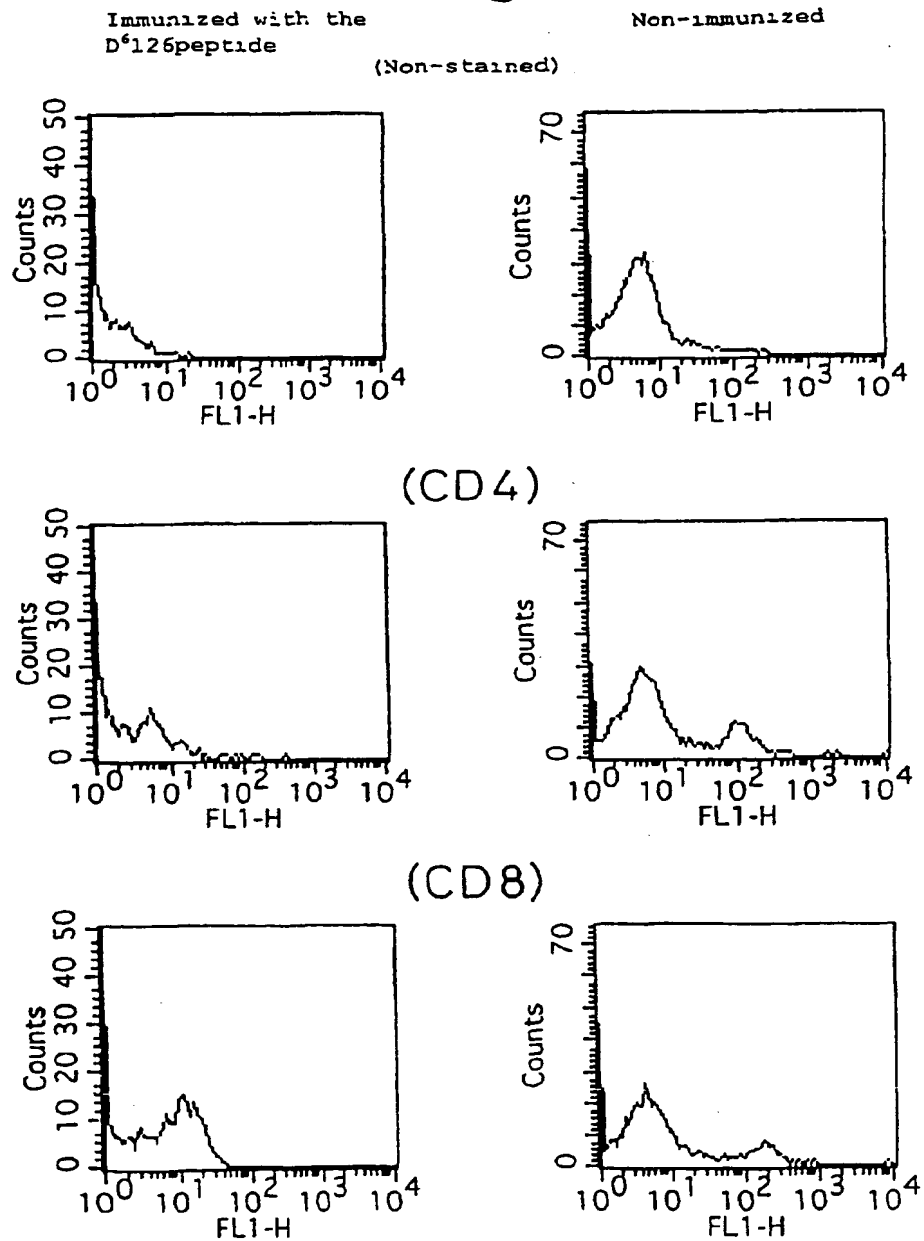 Immunized with the
D⁶126peptide
Non-immunized
(Non-stained)
50
40
30
20
10
0
Counts
10⁰ 10¹ 10² 10³ 10⁴
FL1-H
70
0
Counts
10⁰ 10¹ 10² 10³ 10⁴
FL1-H
(CD4)
50
40
30
20
10
0
Counts
10⁰ 10¹ 10² 10³ 10⁴
FL1-H
70
0
Counts
10⁰ 10¹ 10² 10³ 10⁴
FL1-H
(CD8)
50
40
30
20
10
0
Counts
10⁰ 10¹ 10² 10³ 10⁴
FL1-H
70
0
Counts
10⁰ 10¹ 10² 10³ 10⁴
FL1-H